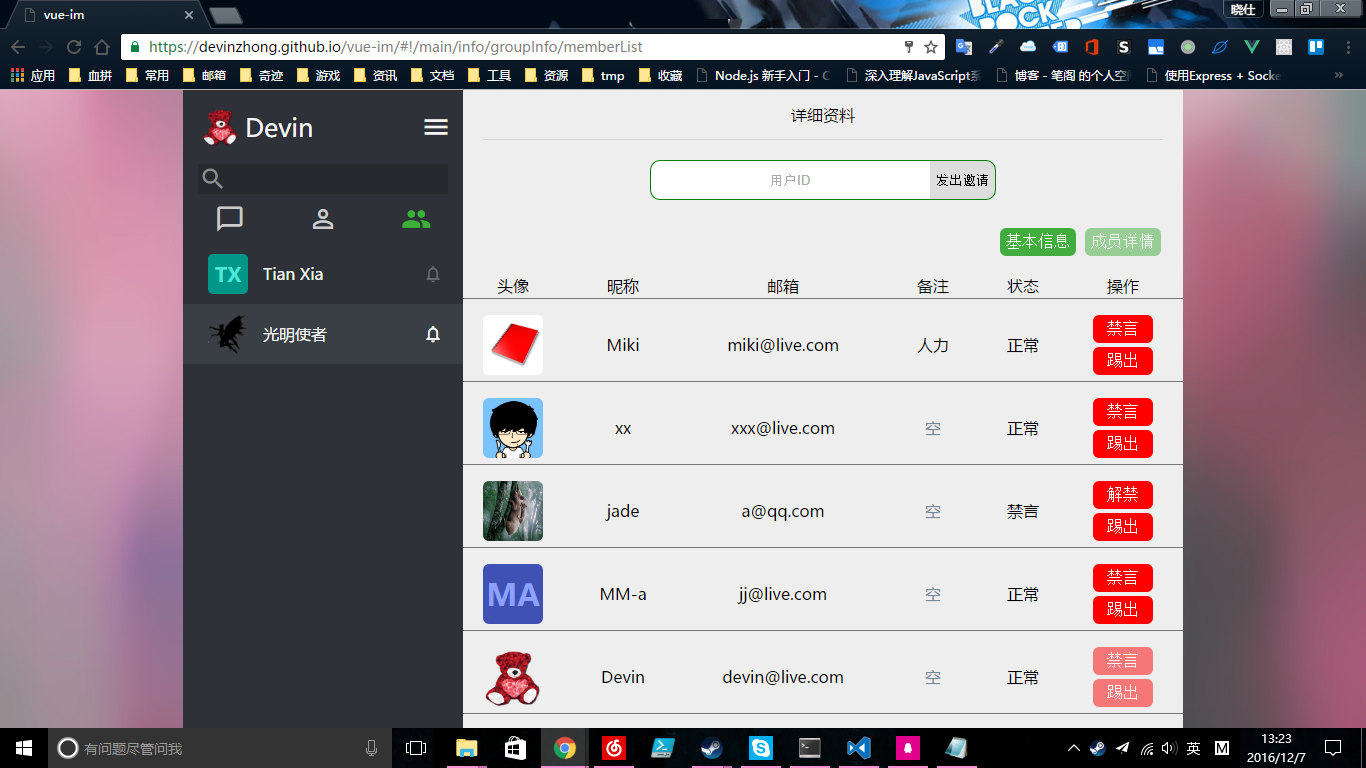 vue-im
晓仕
https://devinzhong.github.io/vue-im/#!/main/info/groupInfo/memberList
应用 血拼 常用 邮箱 奇迹 游戏 资讯 文档 工具 资源 tmp 收藏 Node.js 新手入门 - 深入理解JavaScript 博客 - 笔阁 的个人空 使用Express + Socke
Devin
详细资料
用户ID 发出邀请
基本信息 成员详情
TX Tian Xia
光明使者
头像 昵称 邮箱 备注 状态 操作
Miki miki@live.com 人力 正常 禁言
踢出
xx xxx@live.com 空 正常 禁言
踢出
jade a@qq.com 空 禁言 解禁
踢出
MA MM-a jj@live.com 空 正常 禁言
踢出
Devin devin@live.com 空 正常 禁言
踢出
有问题尽管问我
英 M
13:23
2016/12/7